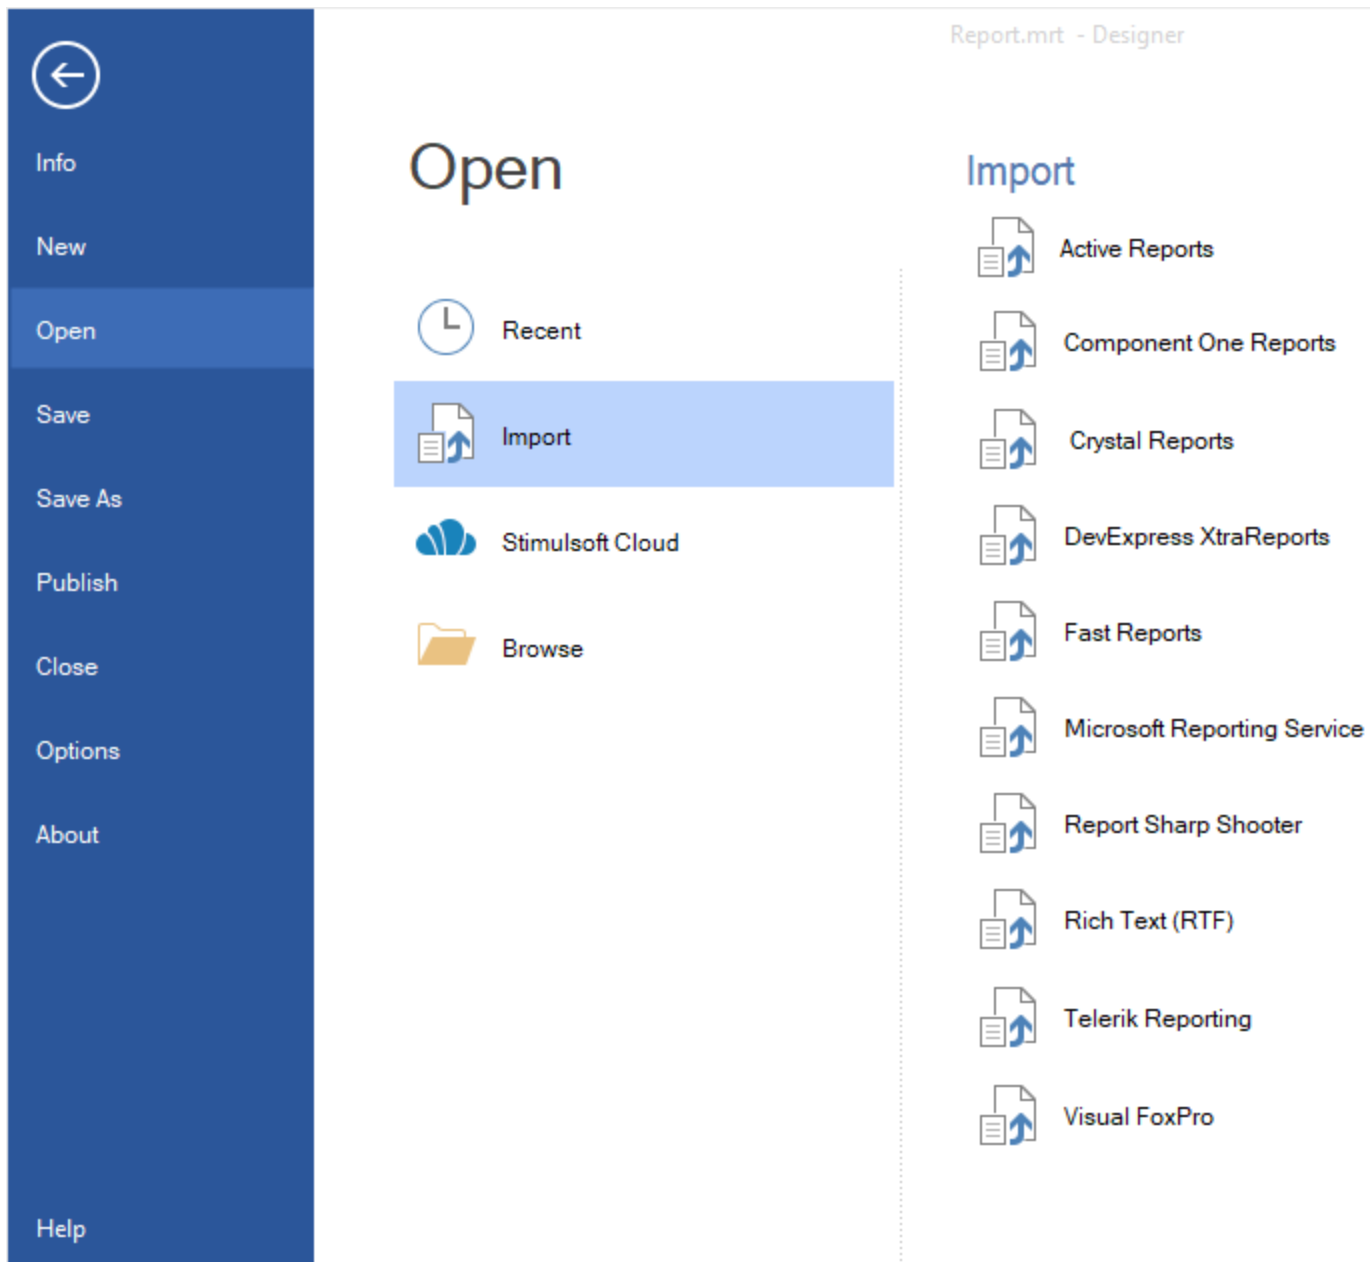 Report.mrt - Designer
Info
New
Open
Save
Save As
Publish
Close
Options
About
Help
Open
Recent
Import
Stimulsoft Cloud
Browse
Import
Active Reports
Component One Reports
Crystal Reports
DevExpress XtraReports
Fast Reports
Microsoft Reporting Service
Report Sharp Shooter
Rich Text (RTF)
Telerik Reporting
Visual FoxPro